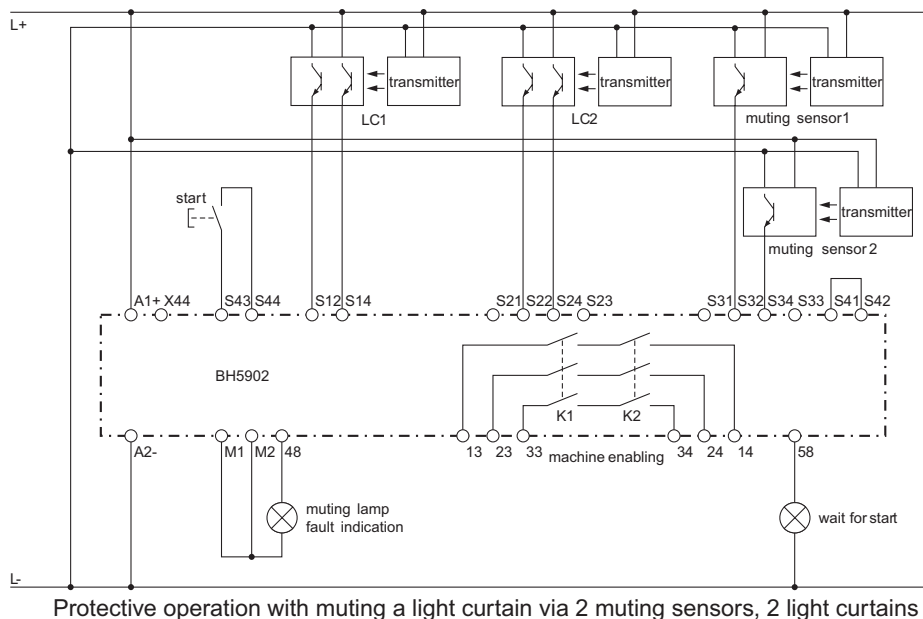 L+
transmitter
transmitter
transmitter
LC1
LC2
muting sensor1
start
transmitter
muting sensor2
A1+ X44 S43 S44 S12 S14 S21 S22 S24 S23 S31 S32 S34 S33 S41 S42
BH5902
K1 K2
A2- M1 M2 48 13 23 33 machine enabling 34 24 14 58
muting lamp
fault indication
wait for start
L-
Protective operation with muting a light curtain via 2 muting sensors, 2 light curtains